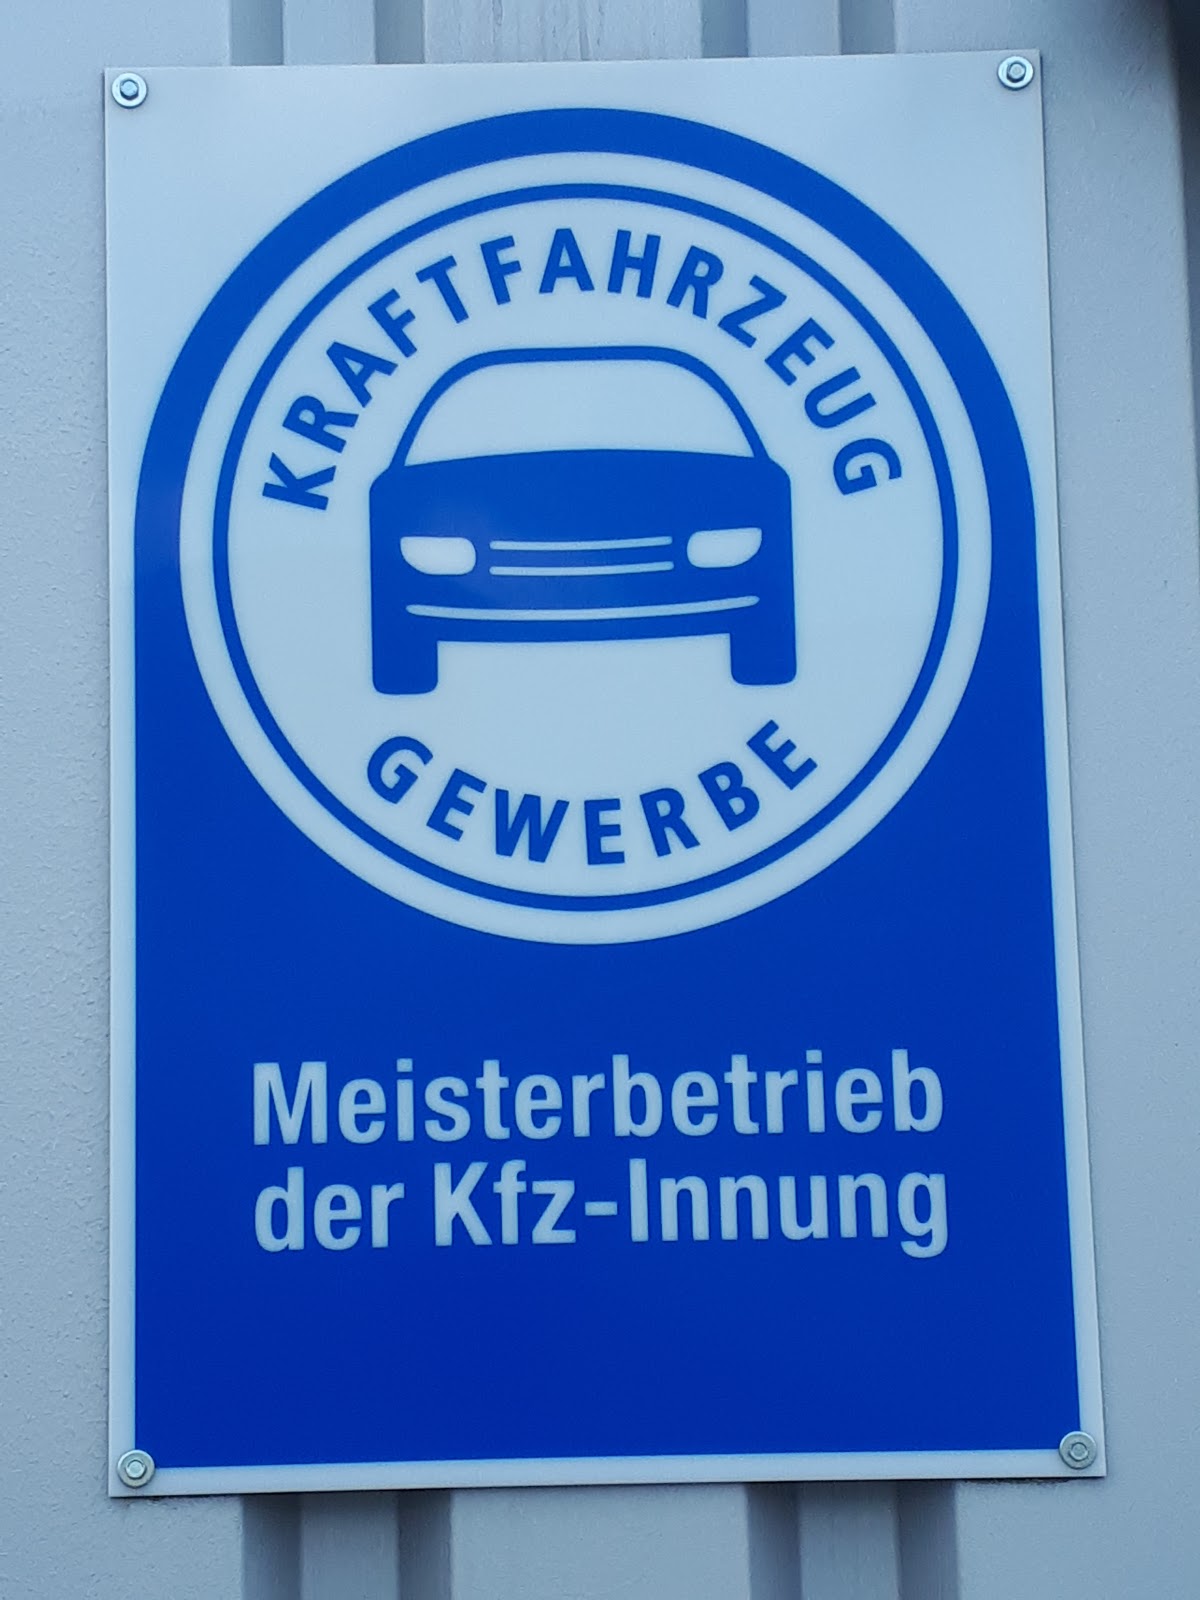 KRAFTFAHRZEUG
GEWERBE
Meisterbetrieb
der Kfz-Innung